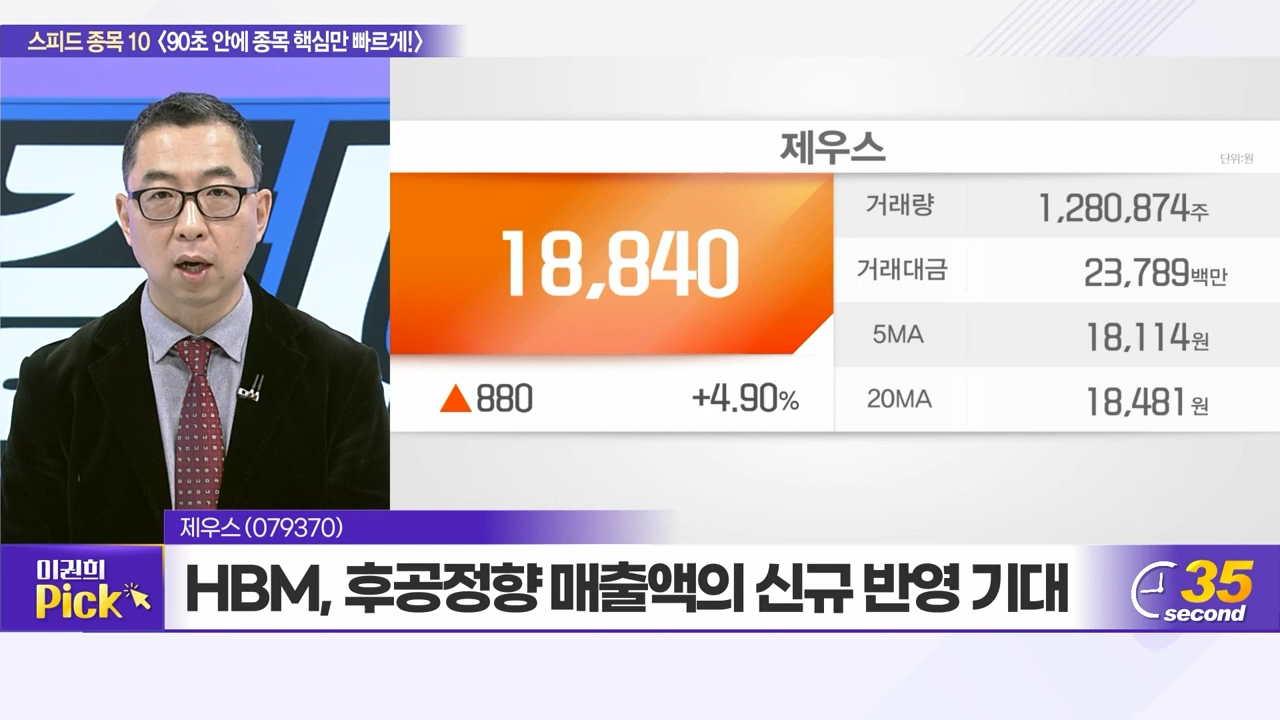 스피드 종목 10 〈90초 안에 종목 핵심만 빠르게!〉
제우스
단위:원
18,840
▲880 +4.90%
거래량 1,280,874주
거래대금 23,789백만
5MA 18,114원
20MA 18,481원
제우스(079370)
이권희
Pick
HBM, 후공정향 매출액의 신규 반영 기대
35
second